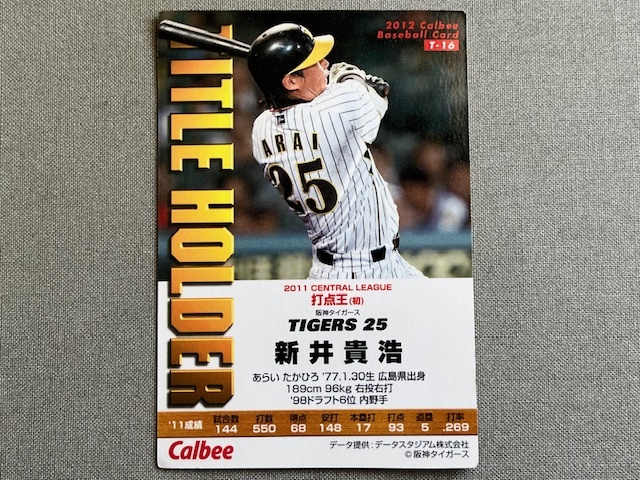 2012 Calbee
Baseball Card
T-16
TITLE HOLDER
ARAI
25
2011 CENTRAL LEAGUE
打点王(初)
阪神タイガース
TIGERS 25
新井貴浩
あらい たかひろ '77.1.30生 広島県出身
189cm 96kg 右投右打
'98ドラフト6位 内野手
'11成績 試合数 打数 得点 安打 本塁打 打点 盗塁 打率
144 550 68 148 17 93 5 .269
Calbee
データ提供:データスタジアム株式会社
©阪神タイガース